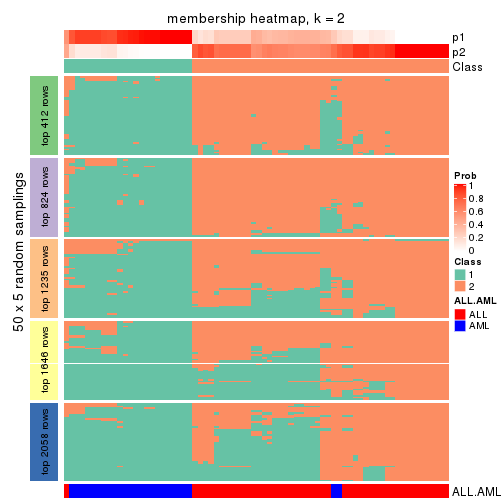 membership heatmap, k = 2
p1
p2
Class
50 x 5 random samplings
top 412 rows
top 824 rows
top 1235 rows
top 1646 rows
top 2058 rows
Prob
1
0.8
0.6
0.4
0.2
0
Class
1
2
ALL.AML
ALL
AML
ALL.AML